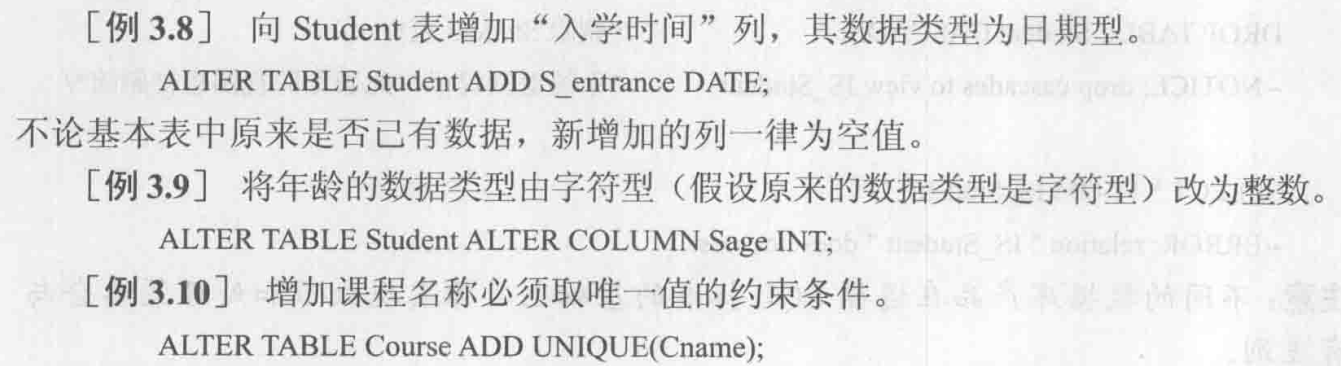 ［例 3.8］ 向 Student 表增加“入学时间”列，其数据类型为日期型。
ALTER TABLE Student ADD S_entrance DATE;
不论基本表中原来是否已有数据，新增加的列一律为空值。
［例 3.9］ 将年龄的数据类型由字符型（假设原来的数据类型是字符型）改为整数。
ALTER TABLE Student ALTER COLUMN Sage INT;
［例 3.10］ 增加课程名称必须取唯一值的约束条件。
ALTER TABLE Course ADD UNIQUE(Cname);